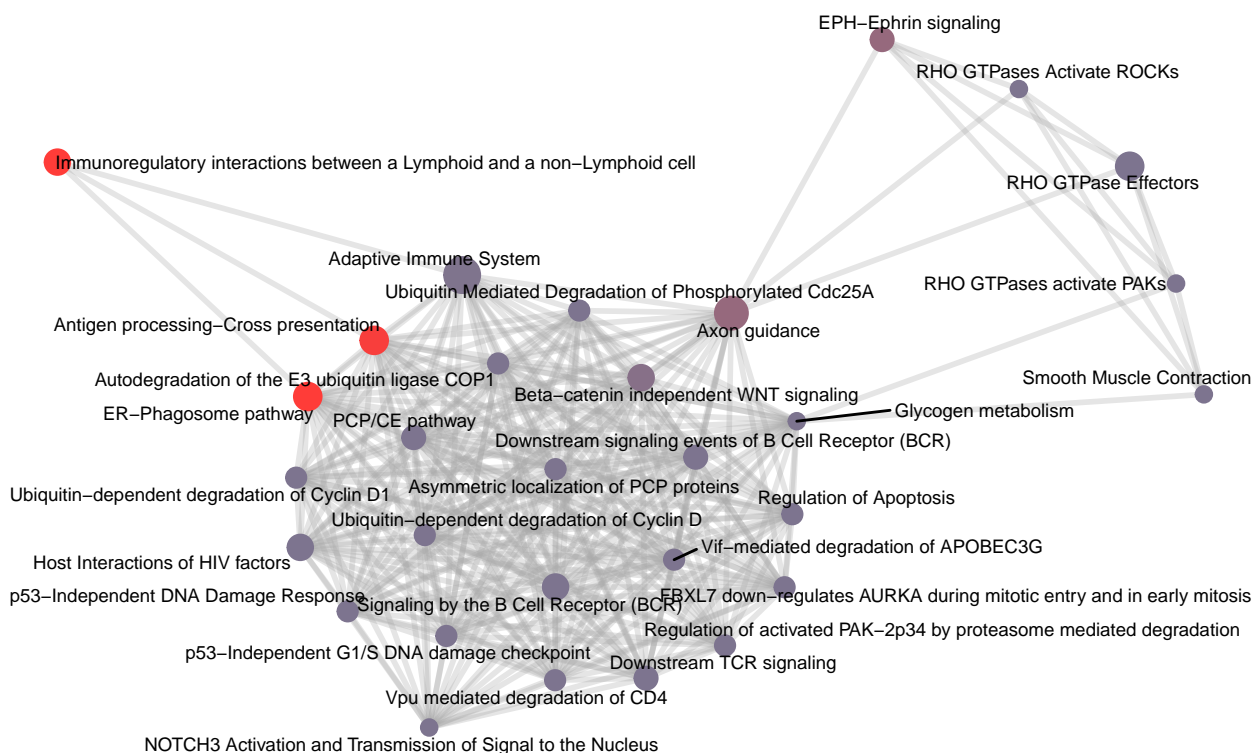 EPH−Ephrin signaling
RHO GTPases Activate ROCKs
Immunoregulatory interactions between a Lymphoid and a non−Lymphoid cell
RHO GTPase Effectors
Adaptive Immune System
RHO GTPases activate PAKs
Ubiquitin Mediated Degradation of Phosphorylated Cdc25A
Antigen processing−Cross presentation
Axon guidance
Autodegradation of the E3 ubiquitin ligase COP1
Smooth Muscle Contraction
Beta−catenin independent WNT signaling
ER−Phagosome pathway
Glycogen metabolism
PCP/CE pathway
Downstream signaling events of B Cell Receptor (BCR)
Ubiquitin−dependent degradation of Cyclin D1
Asymmetric localization of PCP proteins
Regulation of Apoptosis
Ubiquitin−dependent degradation of Cyclin D
Vif−mediated degradation of APOBEC3G
Host Interactions of HIV factors
p53−Independent DNA Damage Response
FBXL7 down−regulates AURKA during mitotic entry and in early mitosis
Signaling by the B Cell Receptor (BCR)
Regulation of activated PAK−2p34 by proteasome mediated degradation
p53−Independent G1/S DNA damage checkpoint
Downstream TCR signaling
Vpu mediated degradation of CD4
NOTCH3 Activation and Transmission of Signal to the Nucleus